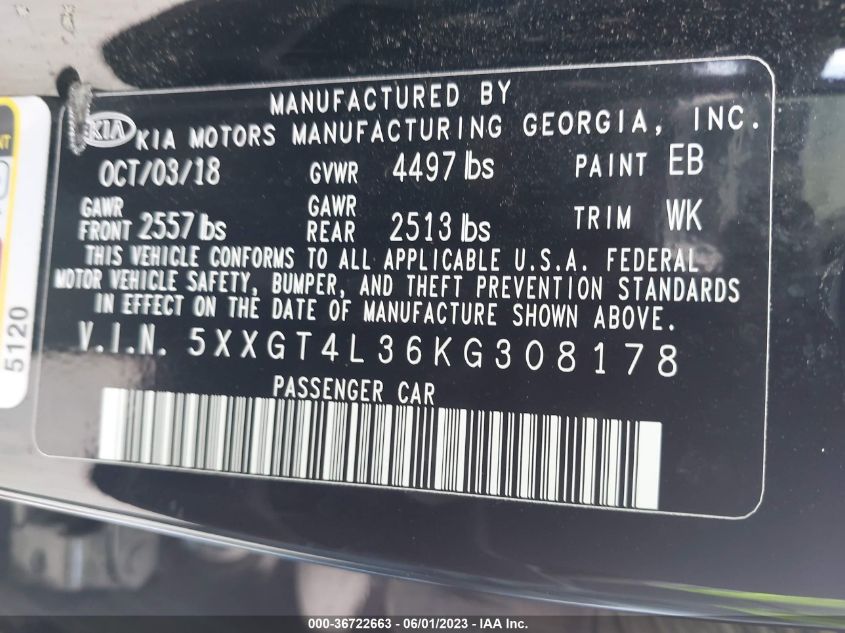 MANUFACTURED BY
KIA KIA MOTORS MANUFACTURING GEORGIA, INC.
OCT/03/18 GVWR 4497 lbs PAINT EB
GAWR FRONT 2557 lbs GAWR REAR 2513 lbs TRIM WK
THIS VEHICLE CONFORMS TO ALL APPLICABLE U.S.A. FEDERAL
MOTOR VEHICLE SAFETY, BUMPER, AND THEFT PREVENTION STANDARDS
IN EFFECT ON THE DATE OF MANUFACTURE SHOWN ABOVE.
V.I.N. 5XXGT4L36KG308178
PASSENGER CAR
5120
000-36722663 - 06/01/2023 - IAA Inc.